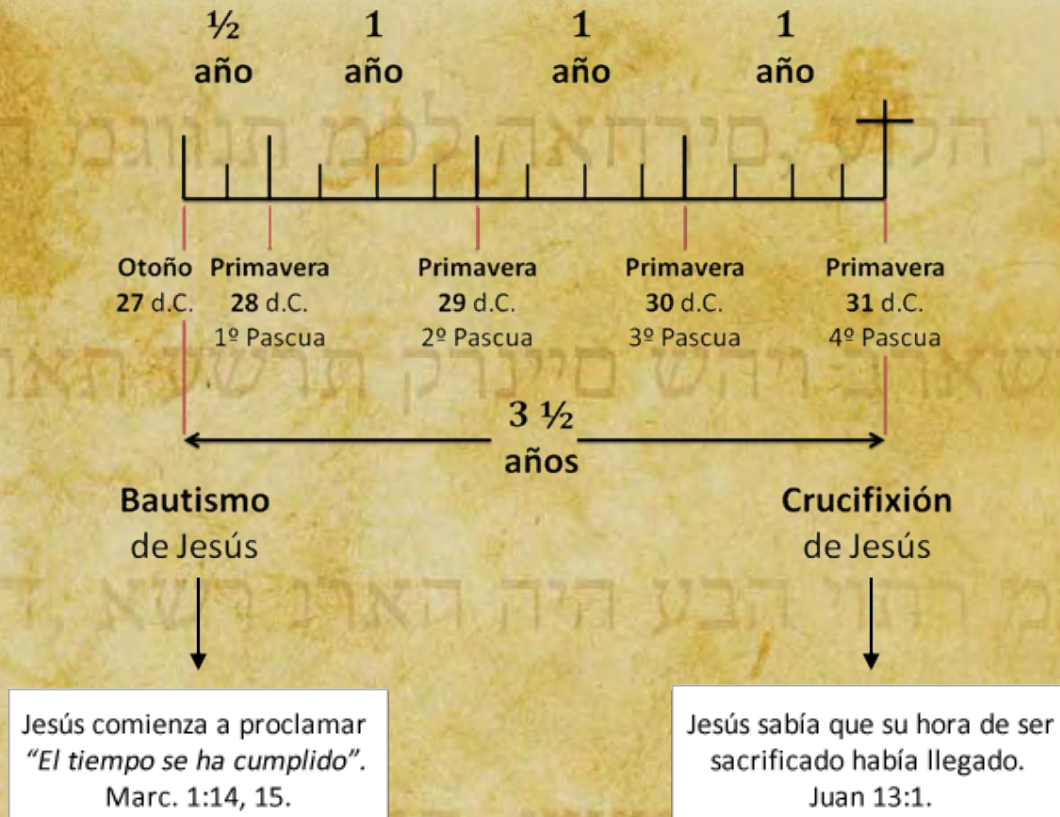 ½ año
1 año
1 año
1 año
Otoño
27 d.C.
Primavera
28 d.C.
1º Pascua
Primavera
29 d.C.
2º Pascua
Primavera
30 d.C.
3º Pascua
Primavera
31 d.C.
4º Pascua
3 ½
años
Bautismo
de Jesús
Crucifixión
de Jesús
Jesús comienza a proclamar
“El tiempo se ha cumplido”.
Marc. 1:14, 15.
Jesús sabía que su hora de ser
sacrificado había llegado.
Juan 13:1.